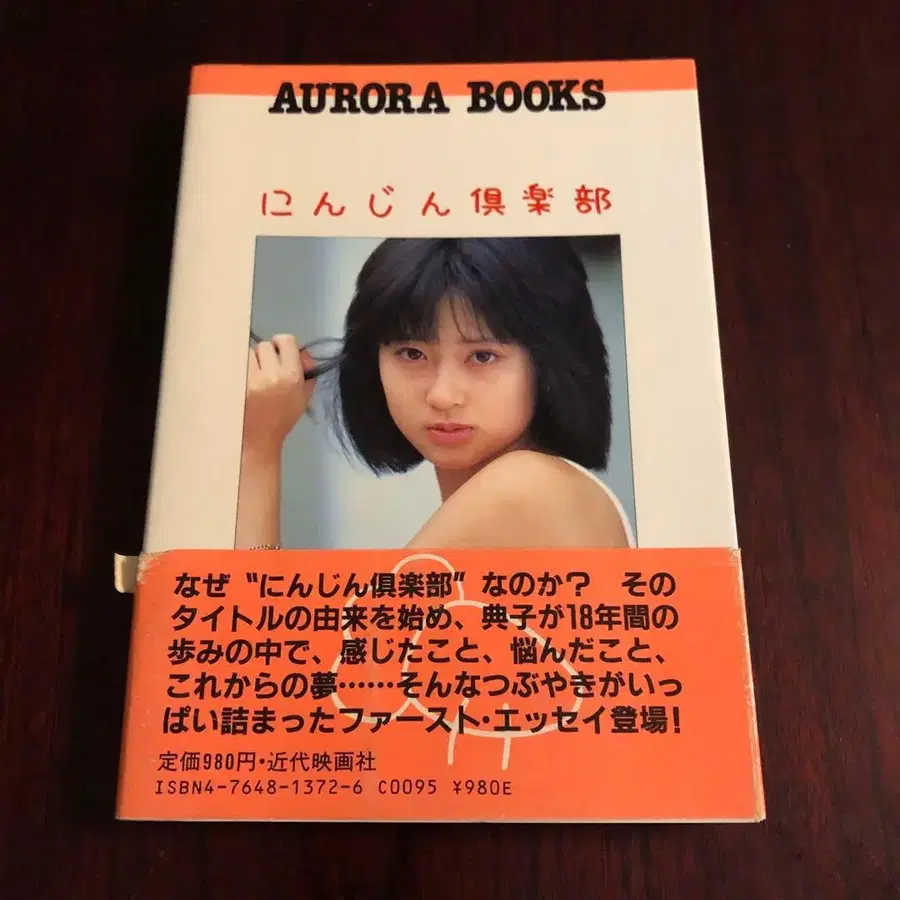 AURORA BOOKS
にんじん倶楽部
なぜ〝にんじん倶楽部〟なのか? その
タイトルの由来を始め、典子が18年間の
歩みの中で、感じたこと、悩んだこと、
これからの夢……そんなつぶやきがいっ
ぱい詰まったファースト・エッセイ登場!
定価980円・近代映画社
ISBN4-7648-1372-6 C0095 ¥980E